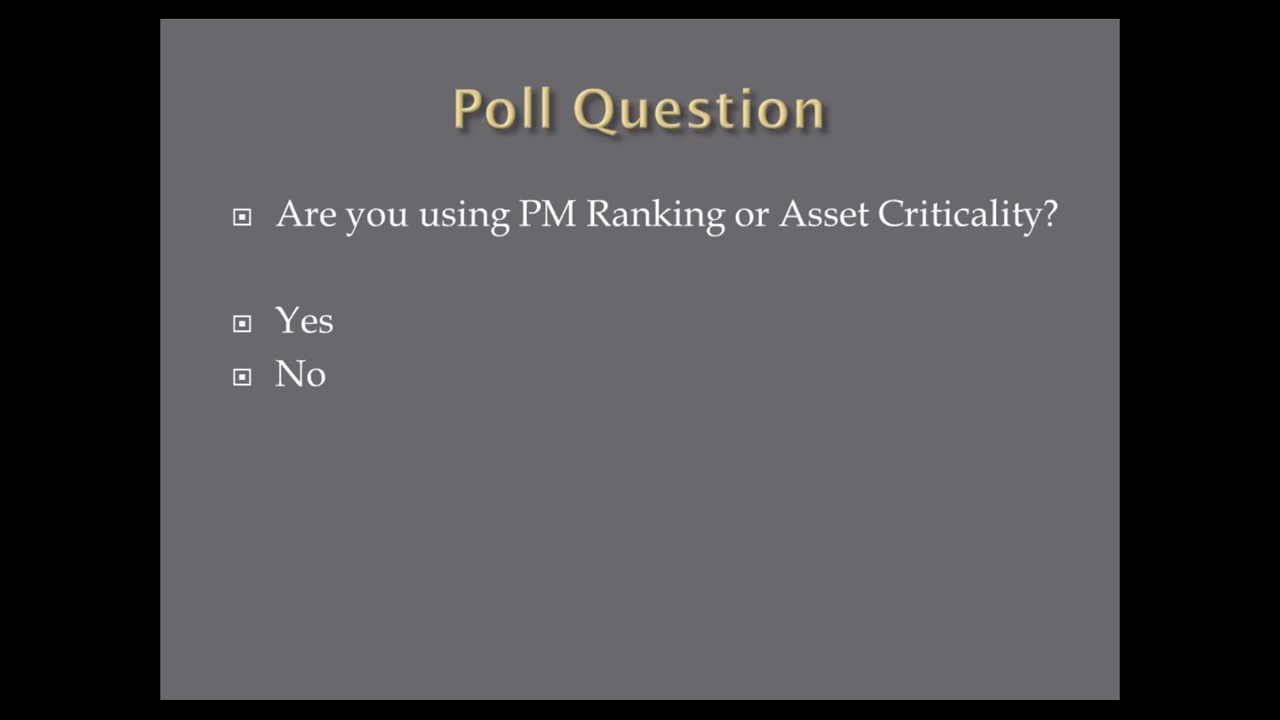 Poll Question
Are you using PM Ranking or Asset Criticality?
Yes
No